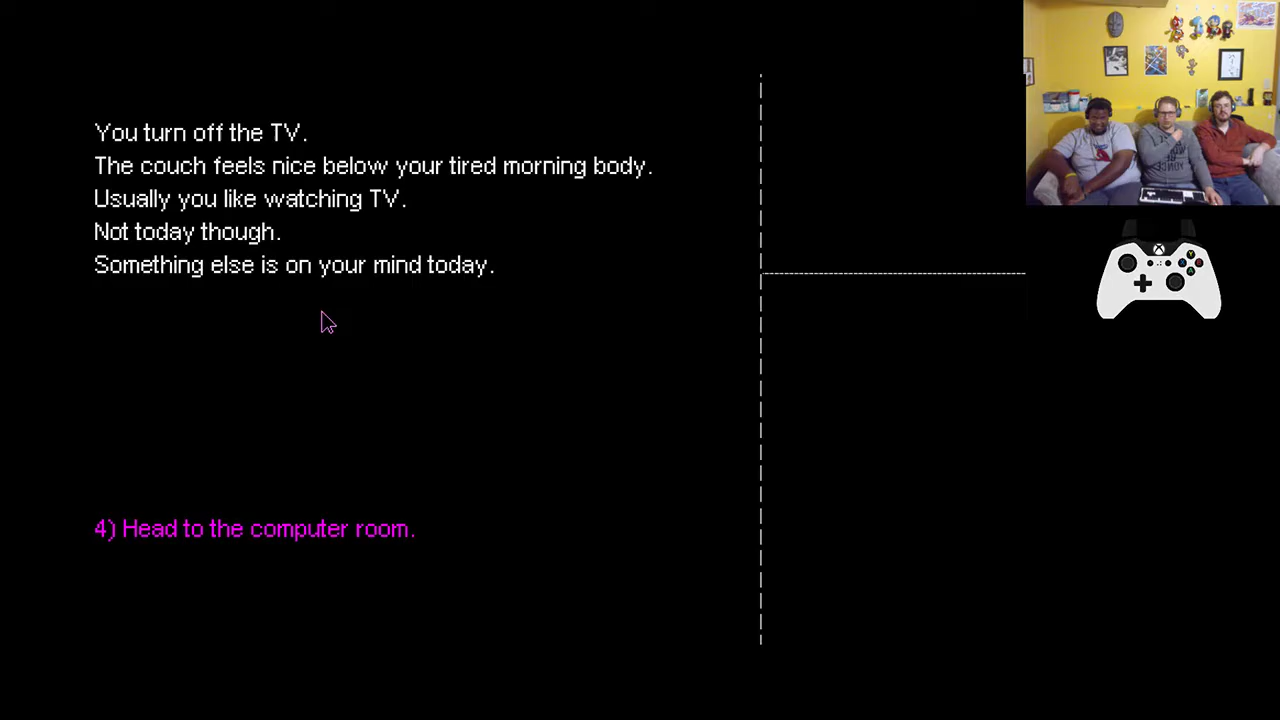 You turn off the TV.
The couch feels nice below your tired morning body.
Usually you like watching TV.
Not today though.
Something else is on your mind today.
4) Head to the computer room.